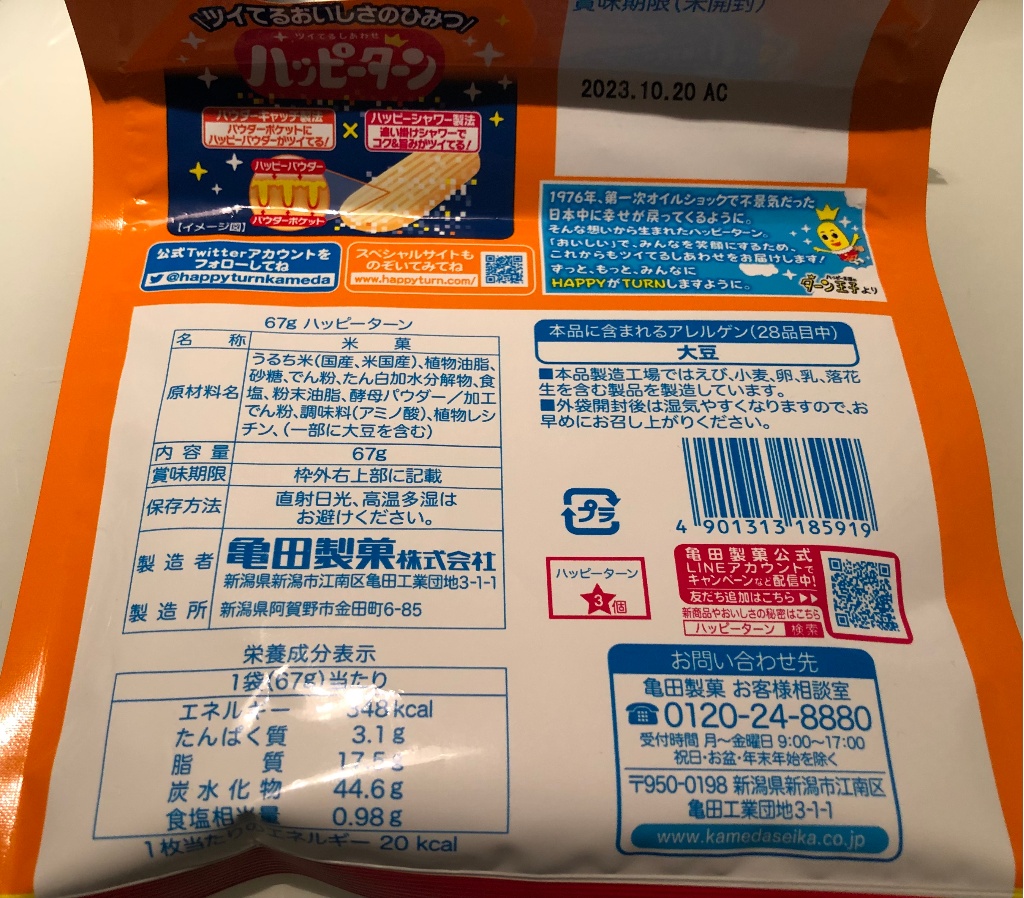 ツイてるおいしさのひみつ
ツイてるしあわせ
ハッピーターン
パウダーキャッチ製法
パウダーポケットに
ハッピーパウダーがツイてる!
×
ハッピーシャワー製法
追い掛けシャワーで
コク&旨みがツイてる!
ハッピーパウダー
パウダーポケット
【イメージ図】
賞味期限(未開封)
2023.10.20 AC
1976年、第一次オイルショックで不景気だった
日本中に幸せが戻ってくるように。
そんな想いから生まれたハッピーターン。
「おいしい」で、みんなを笑顔にするため、
これからもツイてるしあわせをお届けします!
ずっと、もっと、みんなに
HAPPYがTURNしますように。
ターン王子より
公式Twitterアカウントを
フォローしてね
@happyturnkameda
スペシャルサイトも
のぞいてみてね
www.happyturn.com/
67g ハッピーターン
名称 米菓
原材料名 うるち米(国産、米国産)、植物油脂、
砂糖、でん粉、たん白加水分解物、食
塩、粉末油脂、酵母パウダー/加工
でん粉、調味料(アミノ酸)、植物レシ
チン、(一部に大豆を含む)
内容量 67g
賞味期限 枠外右上部に記載
保存方法 直射日光、高温多湿は
お避けください。
製造者 亀田製菓株式会社
新潟県新潟市江南区亀田工業団地3-1-1
製造所 新潟県阿賀野市金田町6-85
栄養成分表示
1袋(67g)当たり
エネルギー 348kcal
たんぱく質 3.1g
脂質 17.5g
炭水化物 44.6g
食塩相当量 0.98g
1枚当たりのエネルギー 20 kcal
本品に含まれるアレルゲン(28品目中)
大豆
■本品製造工場ではえび、小麦、卵、乳、落花
生を含む製品を製造しています。
■外袋開封後は湿気やすくなりますので、お
早めにお召し上がりください。
プラ
4 901313 185919
ハッピーターン
3個
亀田製菓公式
LINEアカウントで
キャンペーンなど配信中!
友だち追加はこちら▶▶
新商品やおいしさの秘密はこちら
ハッピーターン 検索
お問い合わせ先
亀田製菓 お客様相談室
0120-24-8880
受付時間 月〜金曜日 9:00〜17:00
祝日・お盆・年末年始を除く
〒950-0198 新潟県新潟市江南区
亀田工業団地3-1-1
www.kamedaseika.co.jp